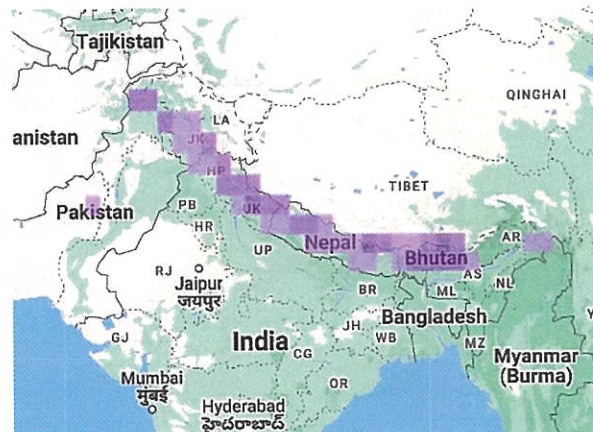 Tajikistan
QINGHAI
anistan
LA
JK
HP
TIBET
Pakistan
PB
HR
UK
Nepal
Bhutan
AR
UP
AS
RJ
Jaipur
जयपुर
BR
ML
NL
Bangladesh
GJ
JH
India
WB
MZ
CG
Myanmar
(Burma)
Mumbai
मुंबई
OR
Hyderabad
హైదరాబాద్
Y